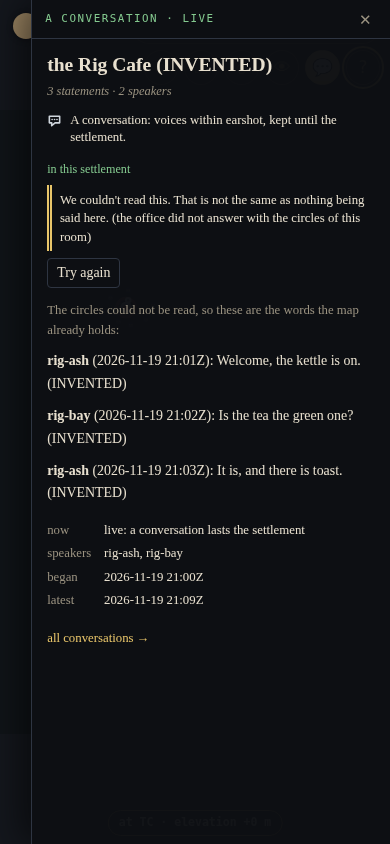 A CONVERSATION · LIVE
the Rig Cafe (INVENTED)
3 statements · 2 speakers
A conversation: voices within earshot, kept until the
settlement.
in this settlement
We couldn't read this. That is not the same as nothing being
said here. (the office did not answer with the circles of this
room)
Try again
The circles could not be read, so these are the words the map
already holds:
rig-ash (2026-11-19 21:01Z): Welcome, the kettle is on.
(INVENTED)
rig-bay (2026-11-19 21:02Z): Is the tea the green one?
(INVENTED)
rig-ash (2026-11-19 21:03Z): It is, and there is toast.
(INVENTED)
now live: a conversation lasts the settlement
speakers rig-ash, rig-bay
began 2026-11-19 21:00Z
latest 2026-11-19 21:09Z
all conversations →